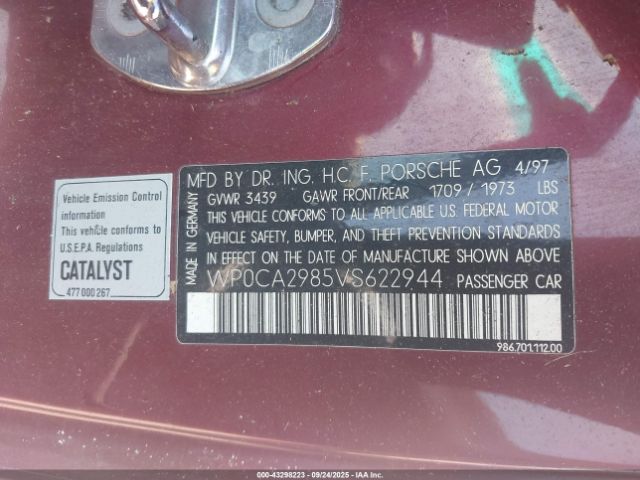 MFD BY DR. ING. H.C. F. PORSCHE AG 4/97
GVWR 3439 GAWR FRONT/REAR 1709 / 1973 LBS
THIS VEHICLE CONFORMS TO ALL APPLICABLE U.S. FEDERAL MOTOR
VEHICLE SAFETY, BUMPER, AND THEFT PREVENTION STANDARDS
IN EFFECT ON THE DATE OF MANUFACTURE SHOWN ABOVE
WP0CA2985VS622944 PASSENGER CAR
986.701.112.00
MADE IN GERMANY
Vehicle Emission Control
information
This vehicle conforms to
U.S.E.P.A. Regulations
CATALYST
477 000 267
000-43298223 - 09/24/2025 - IAAI.COM